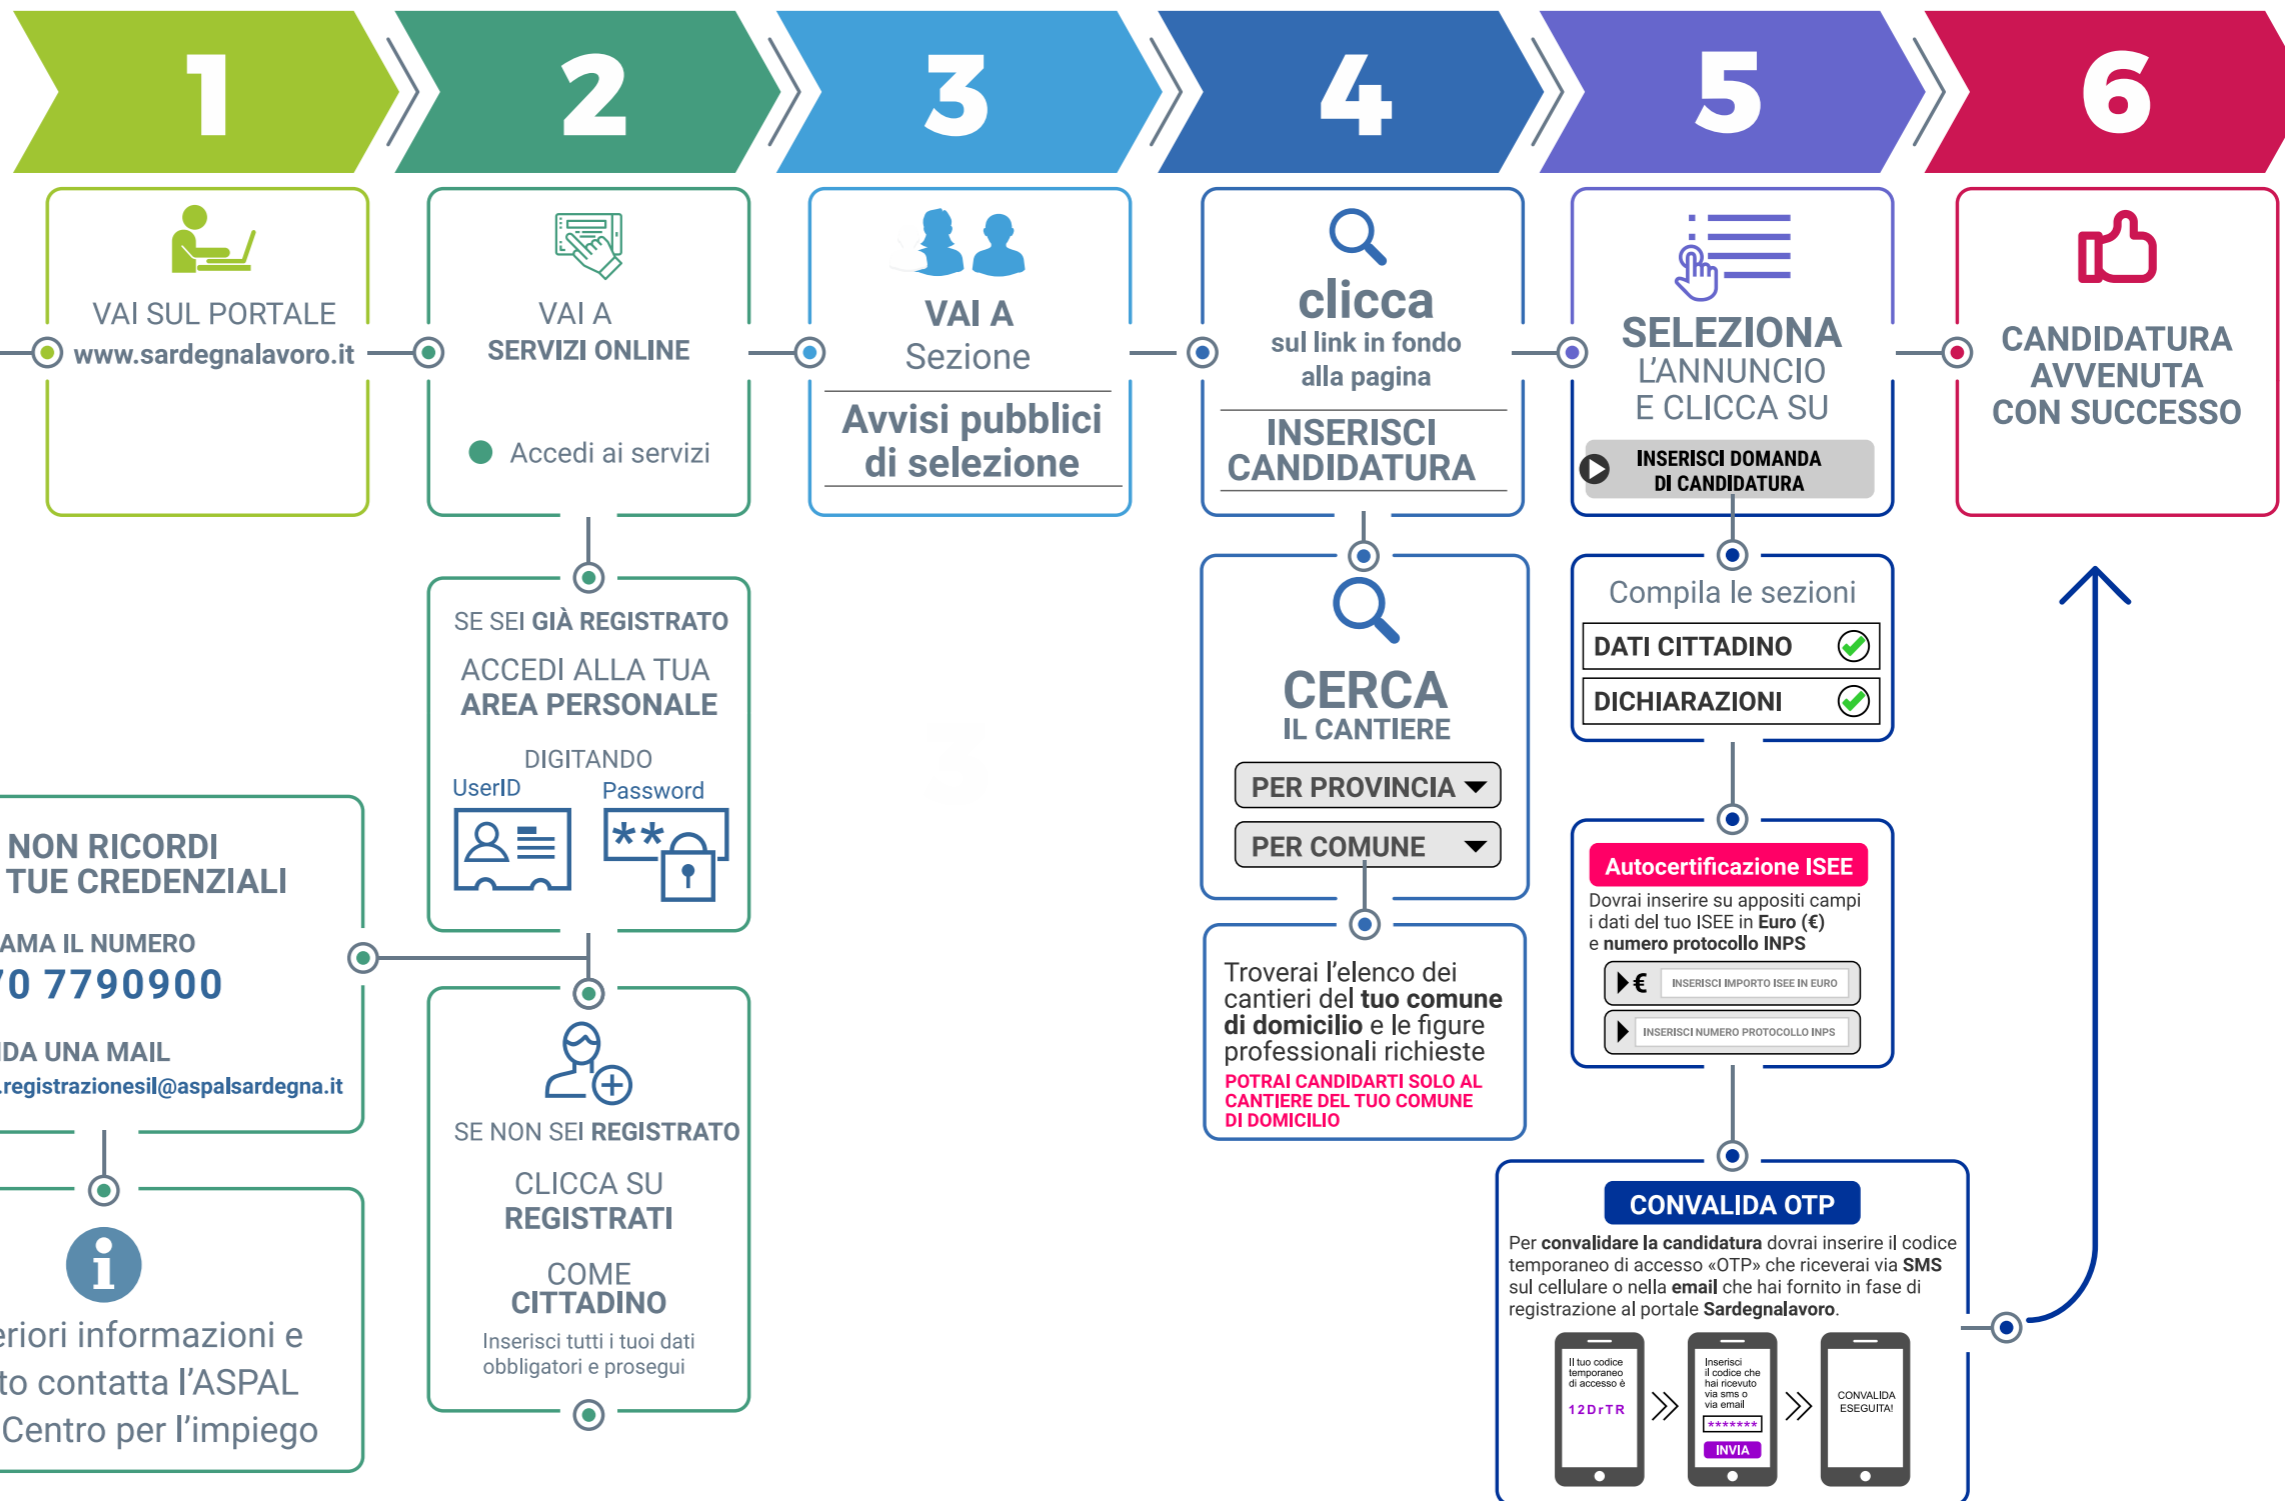 1
2
3
4
5
6
VAI SUL PORTALE
www.sardegnalavoro.it
VAI A
SERVIZI ONLINE
Accedi ai servizi
SE SEI GIÀ REGISTRATO
ACCEDI ALLA TUA
AREA PERSONALE
DIGITANDO
UserID
Password
**
NON RICORDI
TUE CREDENZIALI
AMA IL NUMERO
70 7790900
DA UNA MAIL
.registrazionesil@aspalsardegna.it
i
eriori informazioni e
to contatta l'ASPAL
Centro per l'impiego
SE NON SEI REGISTRATO
CLICCA SU
REGISTRATI
COME
CITTADINO
Inserisci tutti i tuoi dati
obbligatori e prosegui
VAI A
Sezione
Avvisi pubblici
di selezione
clicca
sul link in fondo
alla pagina
INSERISCI
CANDIDATURA
CERCA
IL CANTIERE
PER PROVINCIA
PER COMUNE
Troverai l'elenco dei
cantieri del tuo comune
di domicilio e le figure
professionali richieste
POTRAI CANDIDARTI SOLO AL
CANTIERE DEL TUO COMUNE
DI DOMICILIO
SELEZIONA
L'ANNUNCIO
E CLICCA SU
INSERISCI DOMANDA
DI CANDIDATURA
Compila le sezioni
DATI CITTADINO
DICHIARAZIONI
Autocertificazione ISEE
Dovrai inserire su appositi campi
i dati del tuo ISEE in Euro (€)
e numero protocollo INPS
€ INSERISCI IMPORTO ISEE IN EURO
INSERISCI NUMERO PROTOCOLLO INPS
CONVALIDA OTP
Per convalidare la candidatura dovrai inserire il codice
temporaneo di accesso «OTP» che riceverai via SMS
sul cellulare o nella email che hai fornito in fase di
registrazione al portale Sardegnalavoro.
Il tuo codice
temporaneo
di accesso è
12DrTR
Inserisci
il codice che
hai ricevuto
via sms o
via email
*******
INVIA
CONVALIDA
ESEGUITA!
CANDIDATURA
AVVENUTA
CON SUCCESSO